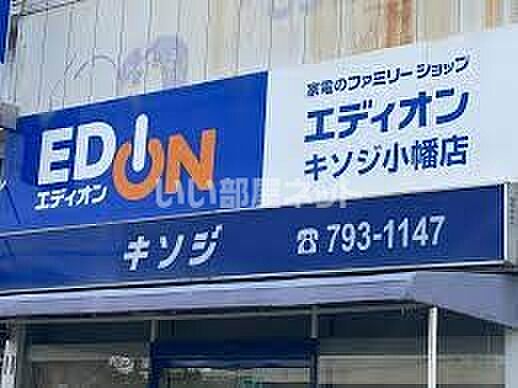 EDION
エディオン
家電のファミリーショップ
エディオン
キソジ小幡店
いい部屋ネット
キソジ ☎793-1147